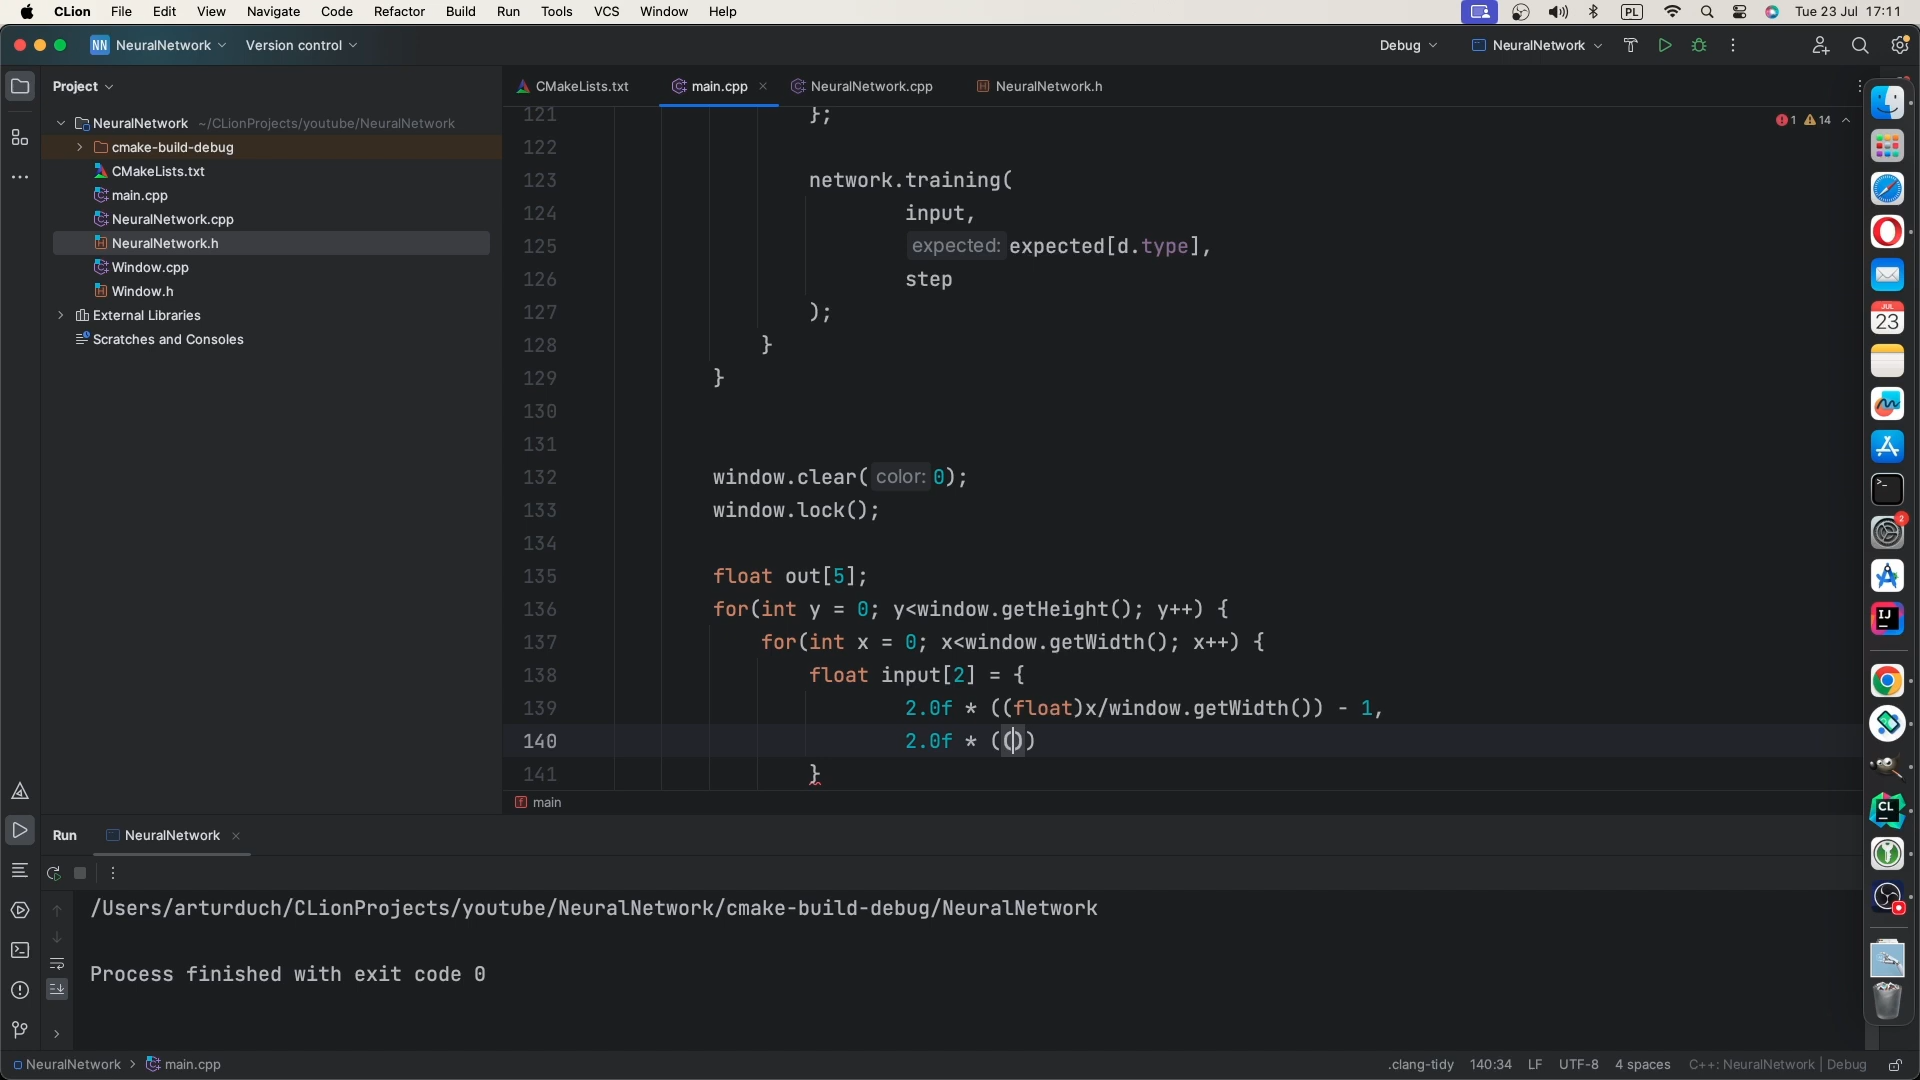 CLion File Edit View Navigate Code Refactor Build Run Tools VCS Window Help PL Tue 23 Jul 17:11
NN NeuralNetwork Version control Debug NeuralNetwork
Project
CMakeLists.txt main.cpp NeuralNetwork.cpp NeuralNetwork.h
NeuralNetwork ~/CLionProjects/youtube/NeuralNetwork
cmake-build-debug
CMakeLists.txt
main.cpp
NeuralNetwork.cpp
NeuralNetwork.h
Window.cpp
Window.h
External Libraries
Scratches and Consoles
1 14
121 };
122
123 network.training(
124 input,
125 expected: expected[d.type],
126 step
127 );
128 }
129 }
130
131
132 window.clear( color: 0);
133 window.lock();
134
135 float out[5];
136 for(int y = 0; y<window.getHeight(); y++) {
137 for(int x = 0; x<window.getWidth(); x++) {
138 float input[2] = {
139 2.0f * ((float)x/window.getWidth()) - 1,
140 2.0f * (())
141 }
f main
JUL
23
2
IJ
CL
Run NeuralNetwork
/Users/arturduch/CLionProjects/youtube/NeuralNetwork/cmake-build-debug/NeuralNetwork
Process finished with exit code 0
NeuralNetwork > main.cpp .clang-tidy 140:34 LF UTF-8 4 spaces C++: NeuralNetwork | Debug